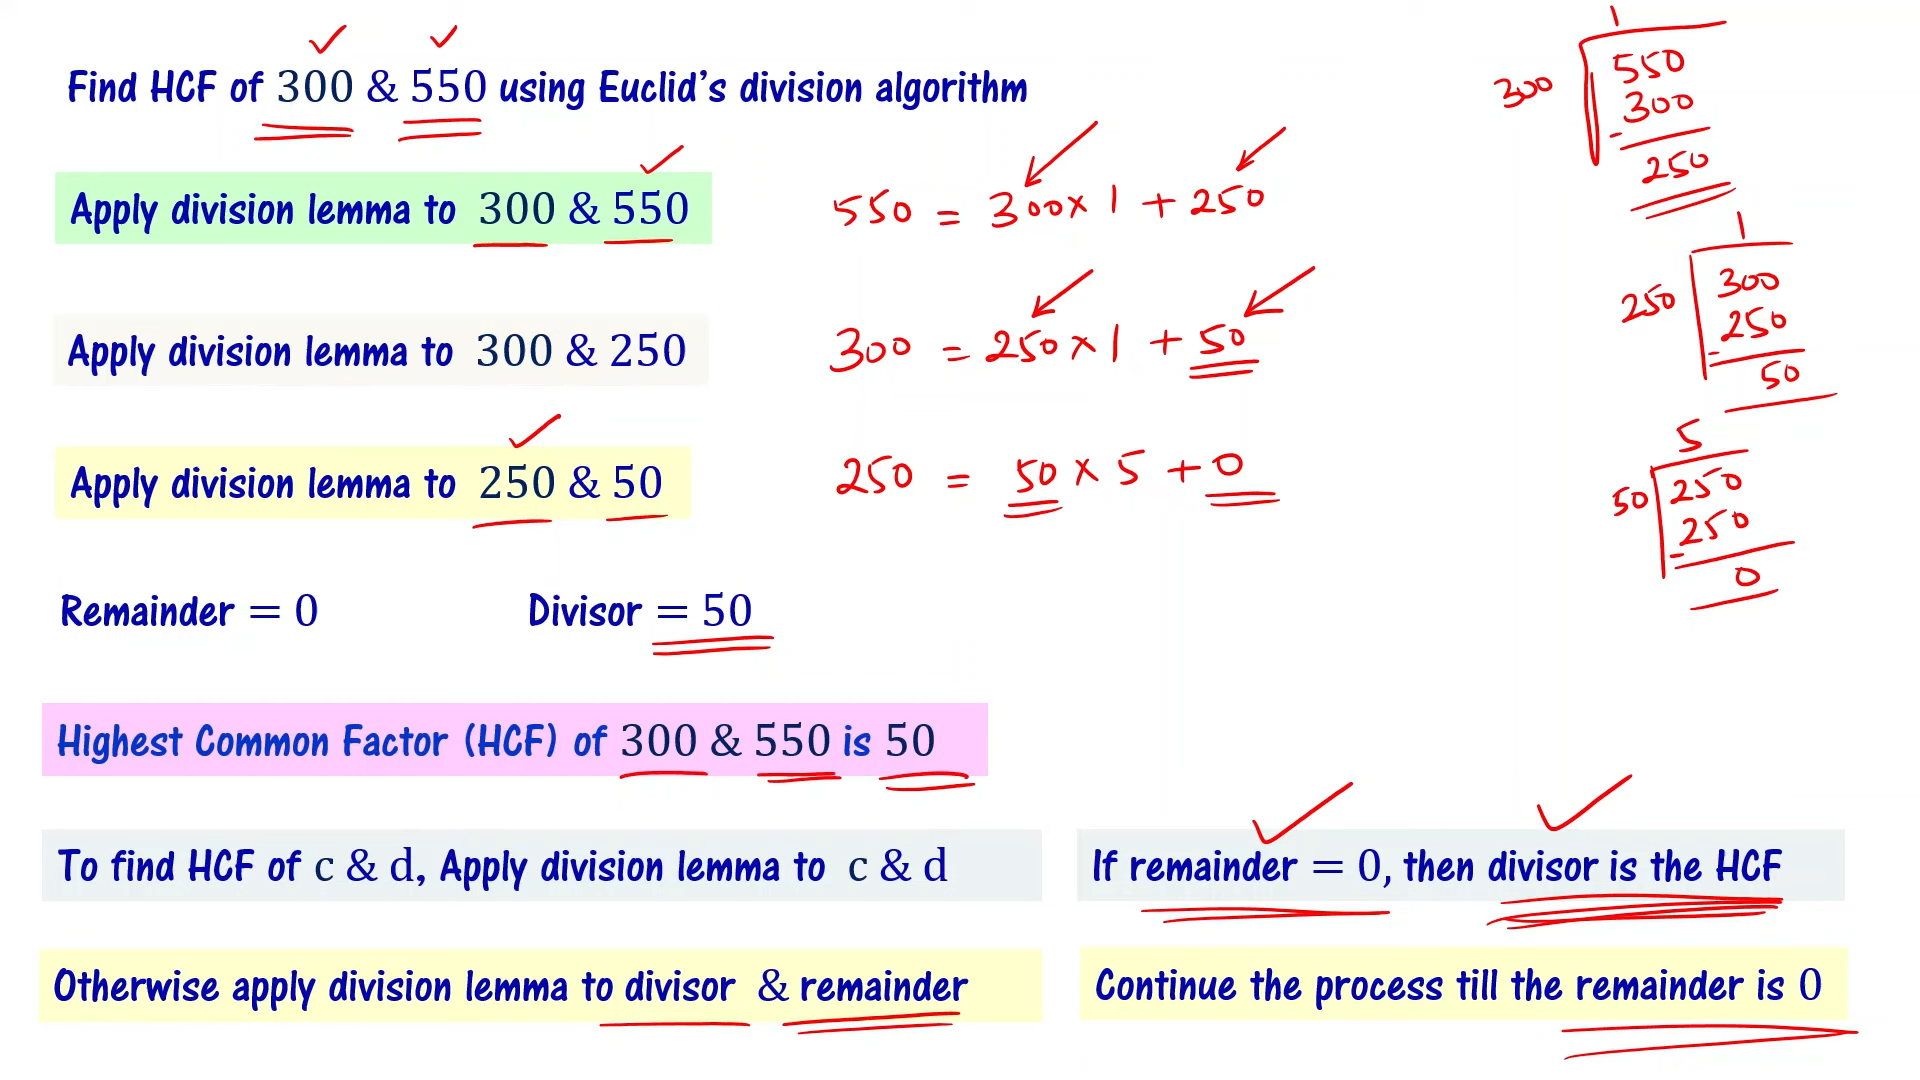 Find HCF of 300 & 550 using Euclid's division algorithm
Apply division lemma to 300 & 550
550 = 300 × 1 + 250
Apply division lemma to 300 & 250
300 = 250 × 1 + 50
Apply division lemma to 250 & 50
250 = 50 × 5 + 0
Remainder = 0
Divisor = 50
Highest Common Factor (HCF) of 300 & 550 is 50
To find HCF of c & d, Apply division lemma to c & d
If remainder = 0, then divisor is the HCF
Otherwise apply division lemma to divisor & remainder
Continue the process till the remainder is 0
1
300 550
- 300
250
1
250 300
- 250
50
5
50 250
- 250
0